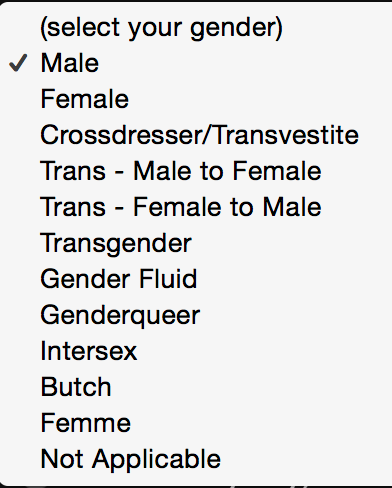 (select your gender)
✓ Male
Female
Crossdresser/Transvestite
Trans - Male to Female
Trans - Female to Male
Transgender
Gender Fluid
Genderqueer
Intersex
Butch
Femme
Not Applicable